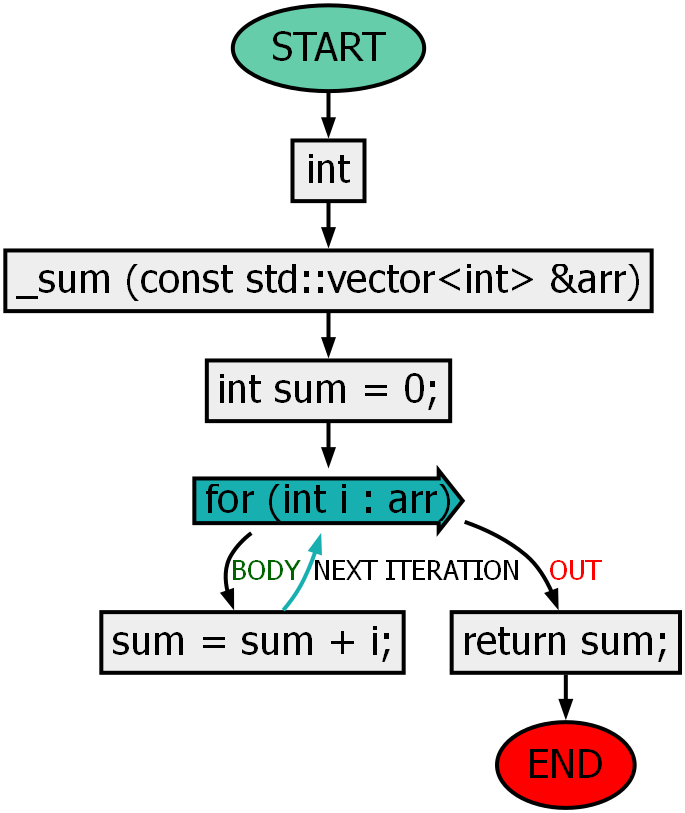 START
int
_sum (const std::vector<int> &arr)
int sum = 0;
for (int i : arr)
BODY
NEXT ITERATION
OUT
sum = sum + i;
return sum;
END